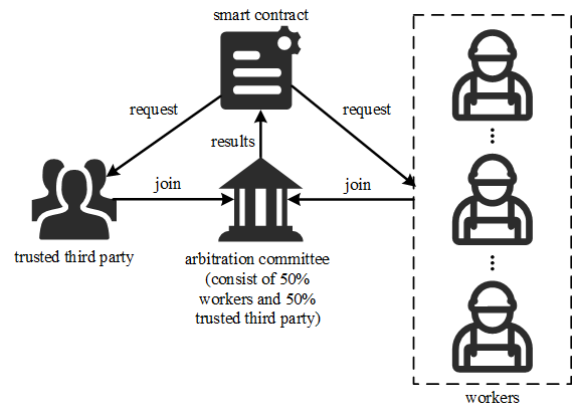 smart contract
request
request
results
join
join
trusted third party
arbitration committee
(consist of 50%
workers and 50%
trusted third party)
workers